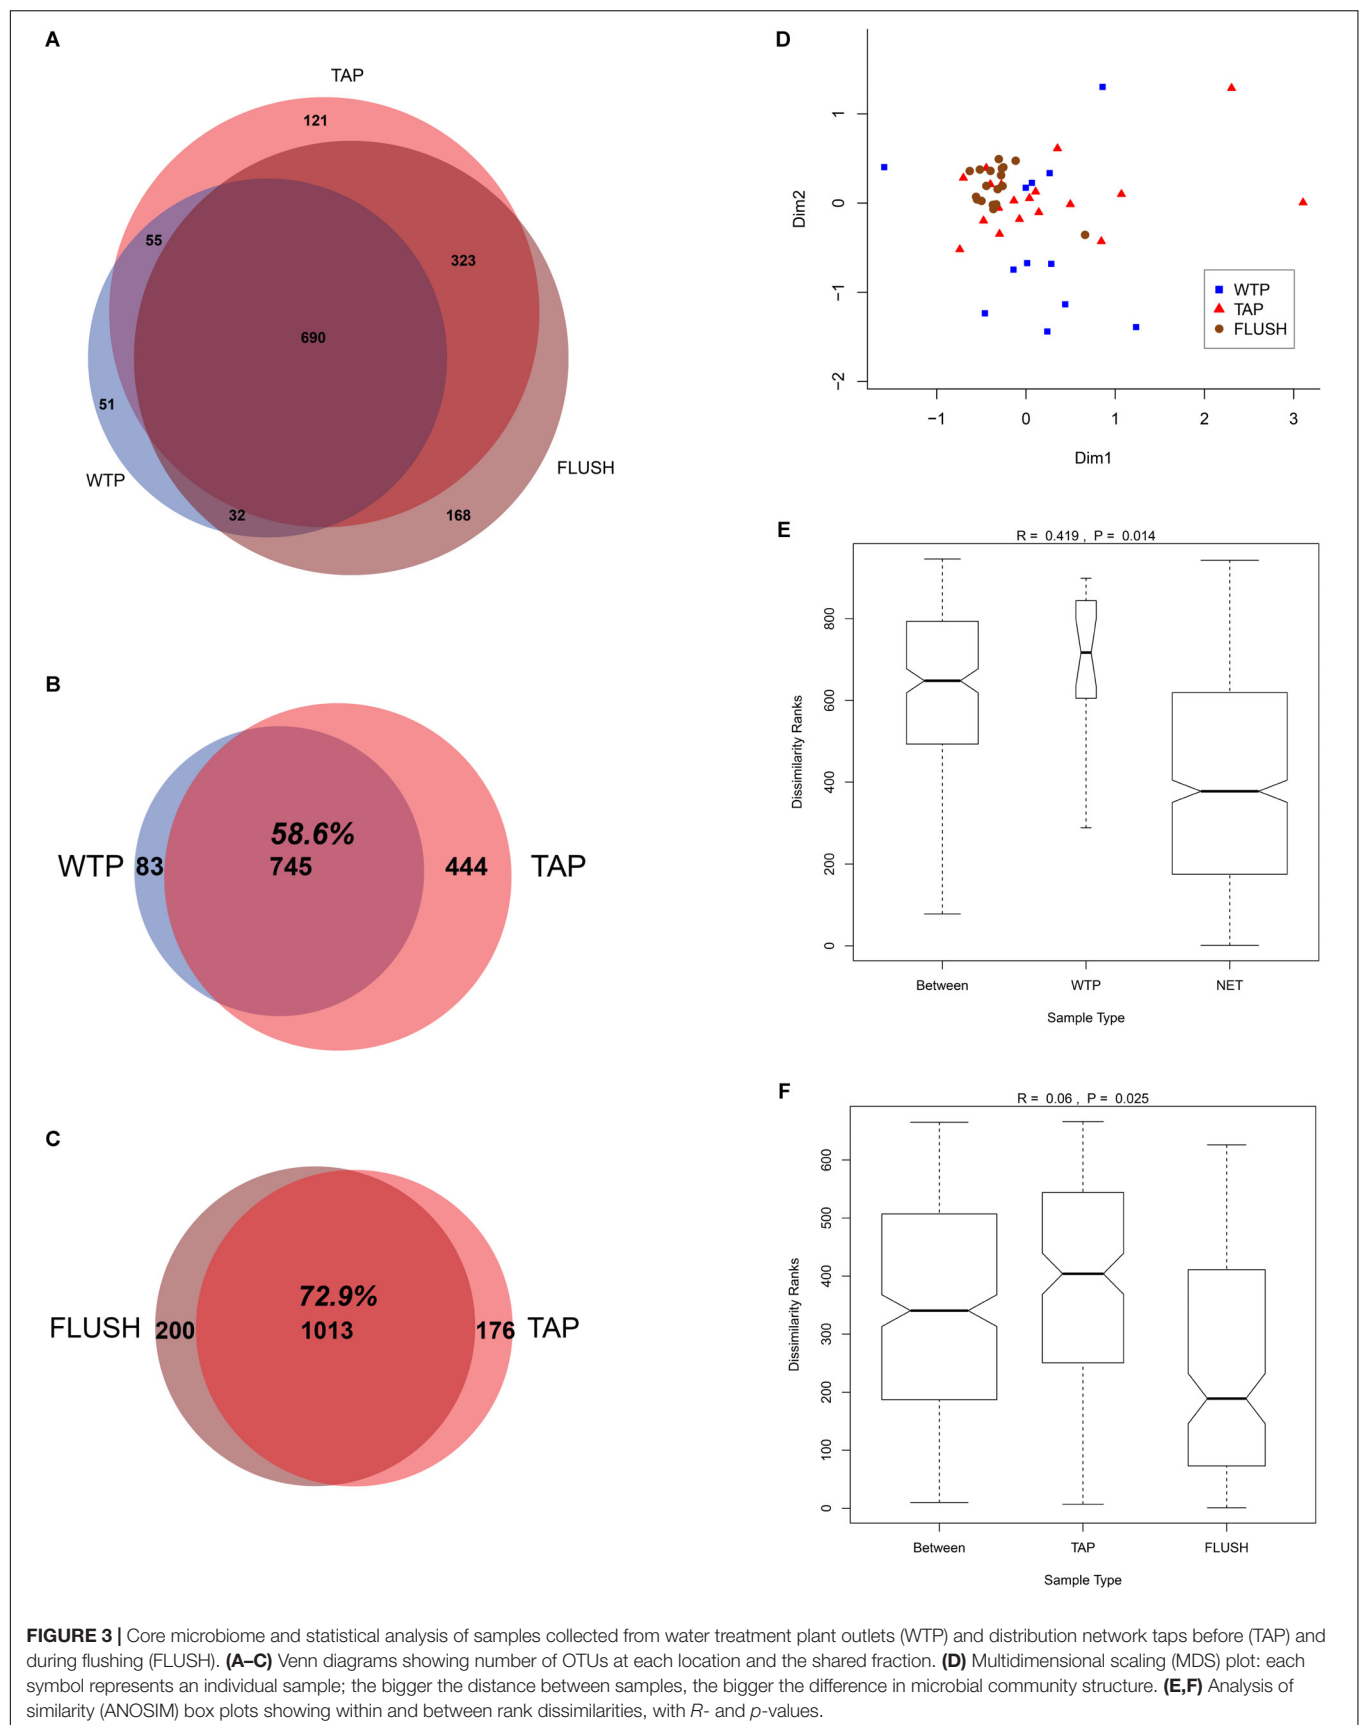 A
TAP
121
55
323
690
51
WTP
FLUSH
32
168
B
58.6%
WTP 83 745 444 TAP
C
72.9%
FLUSH 200 1013 176 TAP
D
Dim2
1
0
−1
−2
WTP
TAP
FLUSH
−1 0 1 2 3
Dim1
E
R = 0.419 , P = 0.014
Dissimilarity Ranks
800
600
400
200
0
Between WTP NET
Sample Type
F
R = 0.06 , P = 0.025
Dissimilarity Ranks
600
500
400
300
200
100
0
Between TAP FLUSH
Sample Type
FIGURE 3 | Core microbiome and statistical analysis of samples collected from water treatment plant outlets (WTP) and distribution network taps before (TAP) and
during flushing (FLUSH). (A–C) Venn diagrams showing number of OTUs at each location and the shared fraction. (D) Multidimensional scaling (MDS) plot: each
symbol represents an individual sample; the bigger the distance between samples, the bigger the difference in microbial community structure. (E,F) Analysis of
similarity (ANOSIM) box plots showing within and between rank dissimilarities, with R- and p-values.